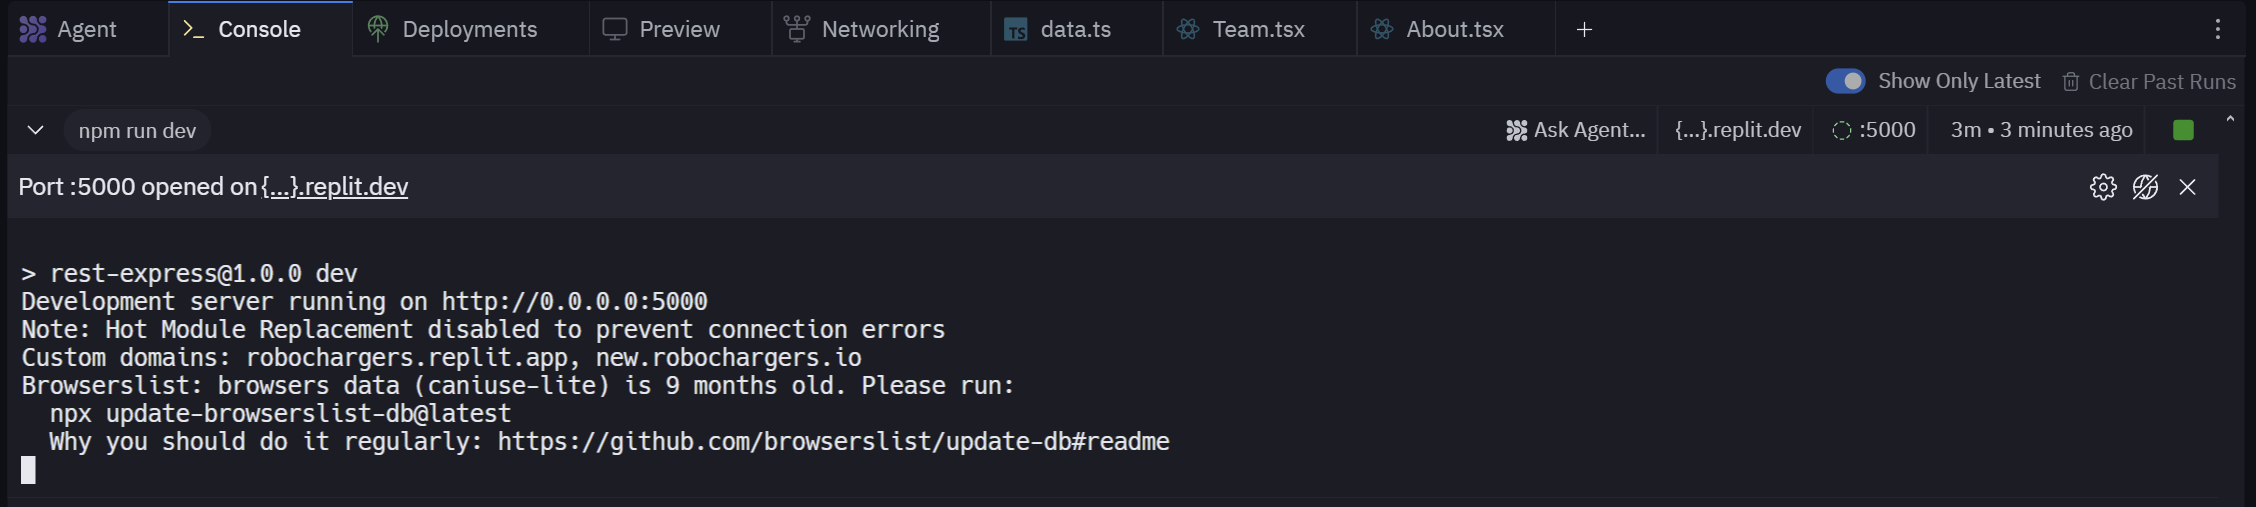 Agent
Console
Deployments
Preview
Networking
TS data.ts
Team.tsx
About.tsx
Show Only Latest
Clear Past Runs
npm run dev
Ask Agent...
{...}.replit.dev
:5000
3m • 3 minutes ago
Port :5000 opened on {...}.replit.dev
> rest-express@1.0.0 dev
Development server running on http://0.0.0.0:5000
Note: Hot Module Replacement disabled to prevent connection errors
Custom domains: robochargers.replit.app, new.robochargers.io
Browserslist: browsers data (caniuse-lite) is 9 months old. Please run:
npx update-browserslist-db@latest
Why you should do it regularly: https://github.com/browserslist/update-db#readme